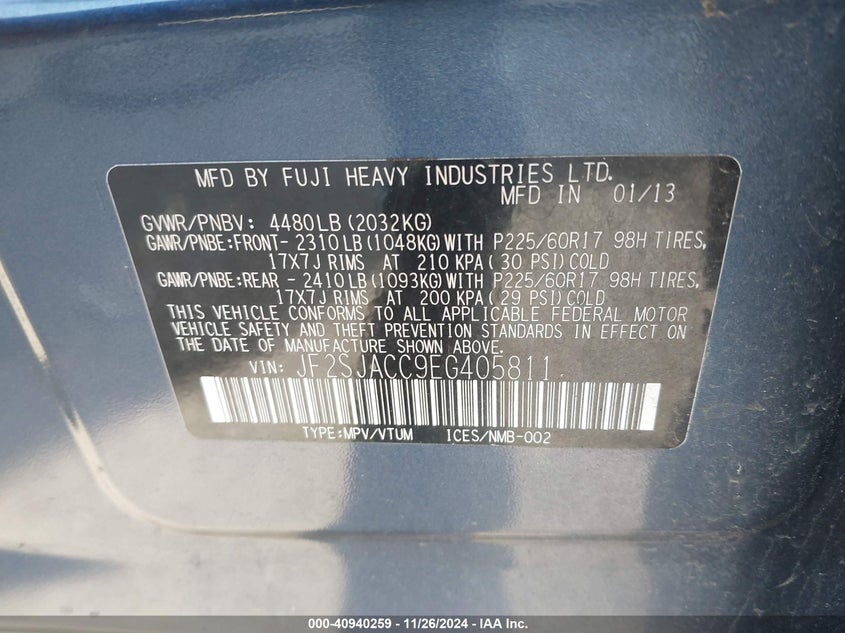 MFD BY FUJI HEAVY INDUSTRIES LTD.
MFD IN 01/13
GVWR/PNBV: 4480LB(2032KG)
GAWR/PNBE:FRONT- 2310LB(1048KG)WITH P225/60R17 98H TIRES,
17X7J RIMS AT 210 KPA(30 PSI)COLD
GAWR/PNBE:REAR - 2410LB(1093KG)WITH P225/60R17 98H TIRES,
17X7J RIMS AT 200 KPA(29 PSI)COLD
THIS VEHICLE CONFORMS TO ALL APPLICABLE FEDERAL MOTOR
VEHICLE SAFETY AND THEFT PREVENTION STANDARDS IN EFFECT ON
THE DATE OF MANUFACTURE SHOWN ABOVE.
VIN: JF2SJACC9EG405811
TYPE:MPV/VTUM ICES/NMB-002
000-40940259 - 11/26/2024 - IAA Inc.